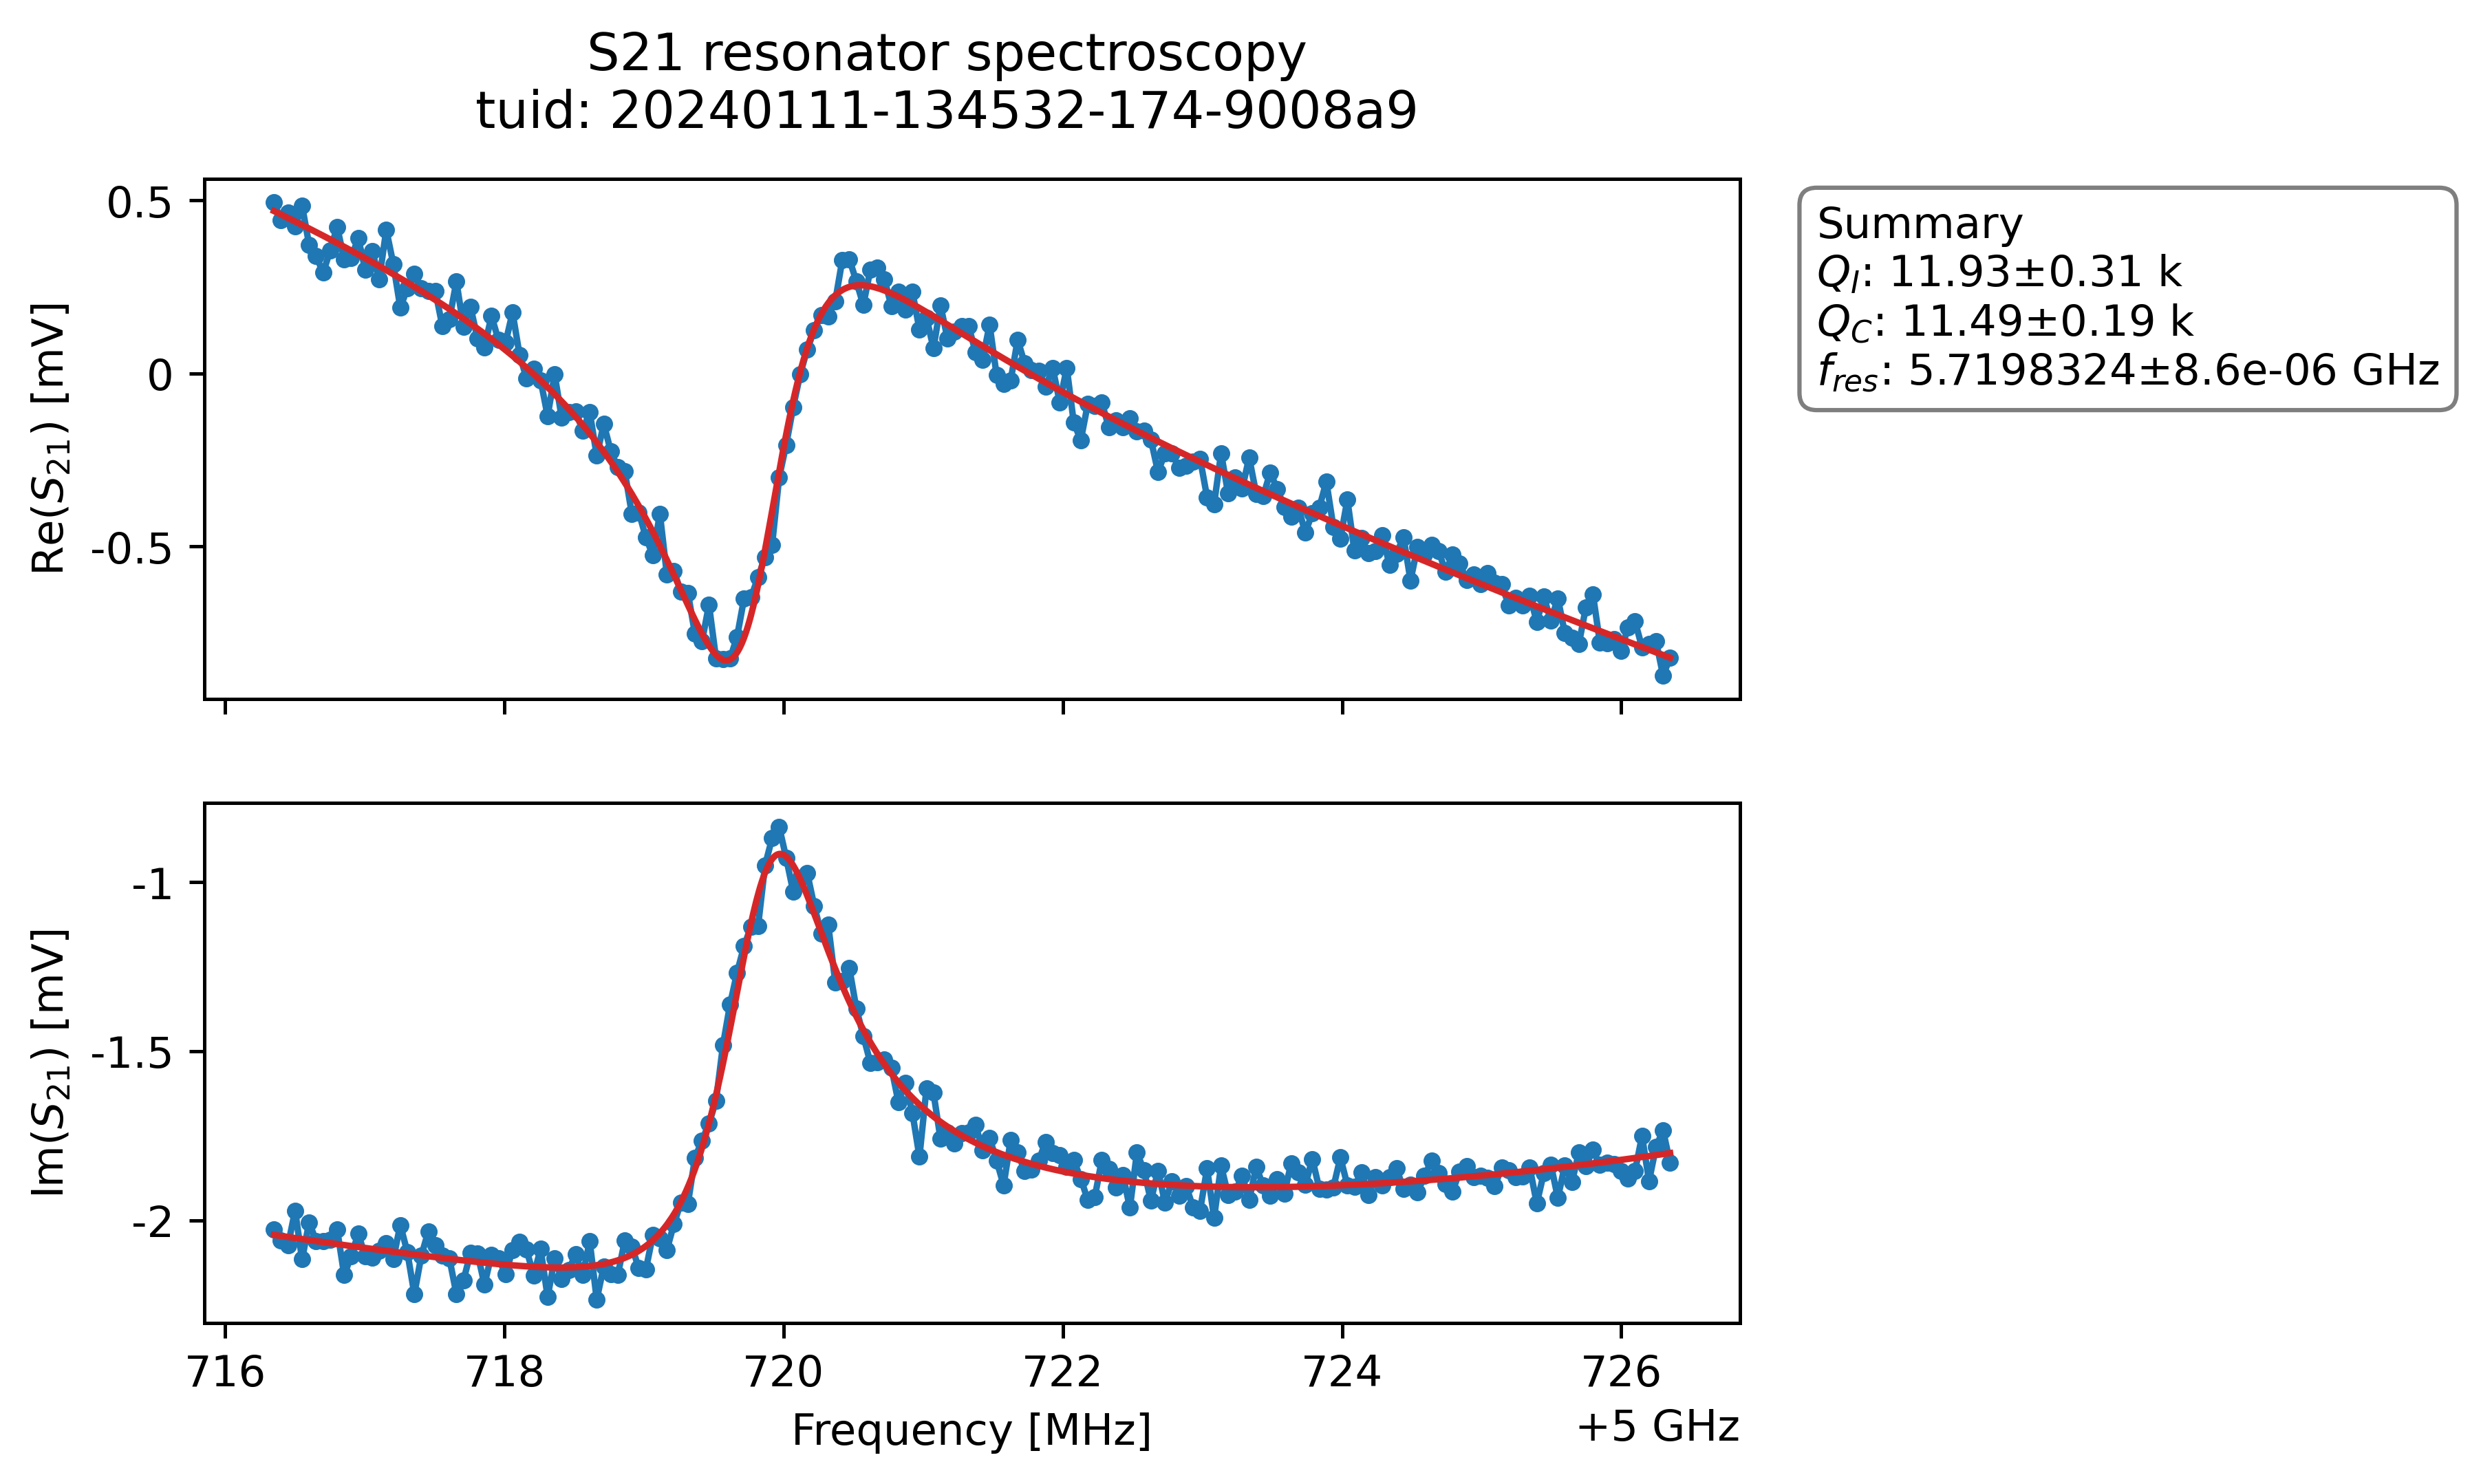 S21 resonator spectroscopy
tuid: 20240111-134532-174-9008a9
0.5
0
-0.5
Re(S21) [mV]
Summary
QI: 11.93±0.31 k
QC: 11.49±0.19 k
fres: 5.7198324±8.6e-06 GHz
-1
-1.5
-2
Im(S21) [mV]
716 718 720 722 724 726
Frequency [MHz]
+5 GHz